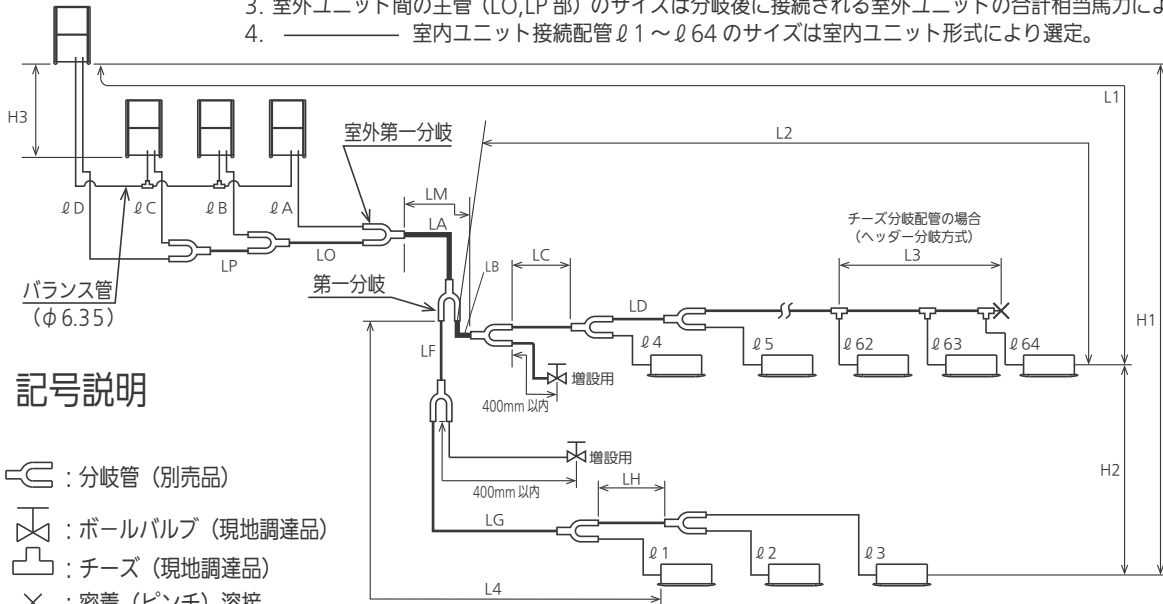 3. 室外ユニット間の主管（LO,LP 部）のサイズは分岐後に接続される室外ユニットの合計相当馬力によ
4. ———— 室内ユニット接続配管ℓ1～ℓ64 のサイズは室内ユニット形式により選定。
H3
L1
L2
室外第一分岐
LM
ℓD
ℓC
ℓB
ℓA
LA
チーズ分岐配管の場合
（ヘッダー分岐方式）
LP
LO
LB
LC
L3
バランス管
（φ6.35）
第一分岐
LD
H1
LF
ℓ4
ℓ5
ℓ62
ℓ63
ℓ64
増設用
400mm 以内
記号説明
増設用
400mm 以内
H2
：分岐管（別売品）
LG
LH
：ボールバルブ（現地調達品）
ℓ1
ℓ2
ℓ3
：チーズ（現地調達品）
L4
：密着（ピンチ）溶接